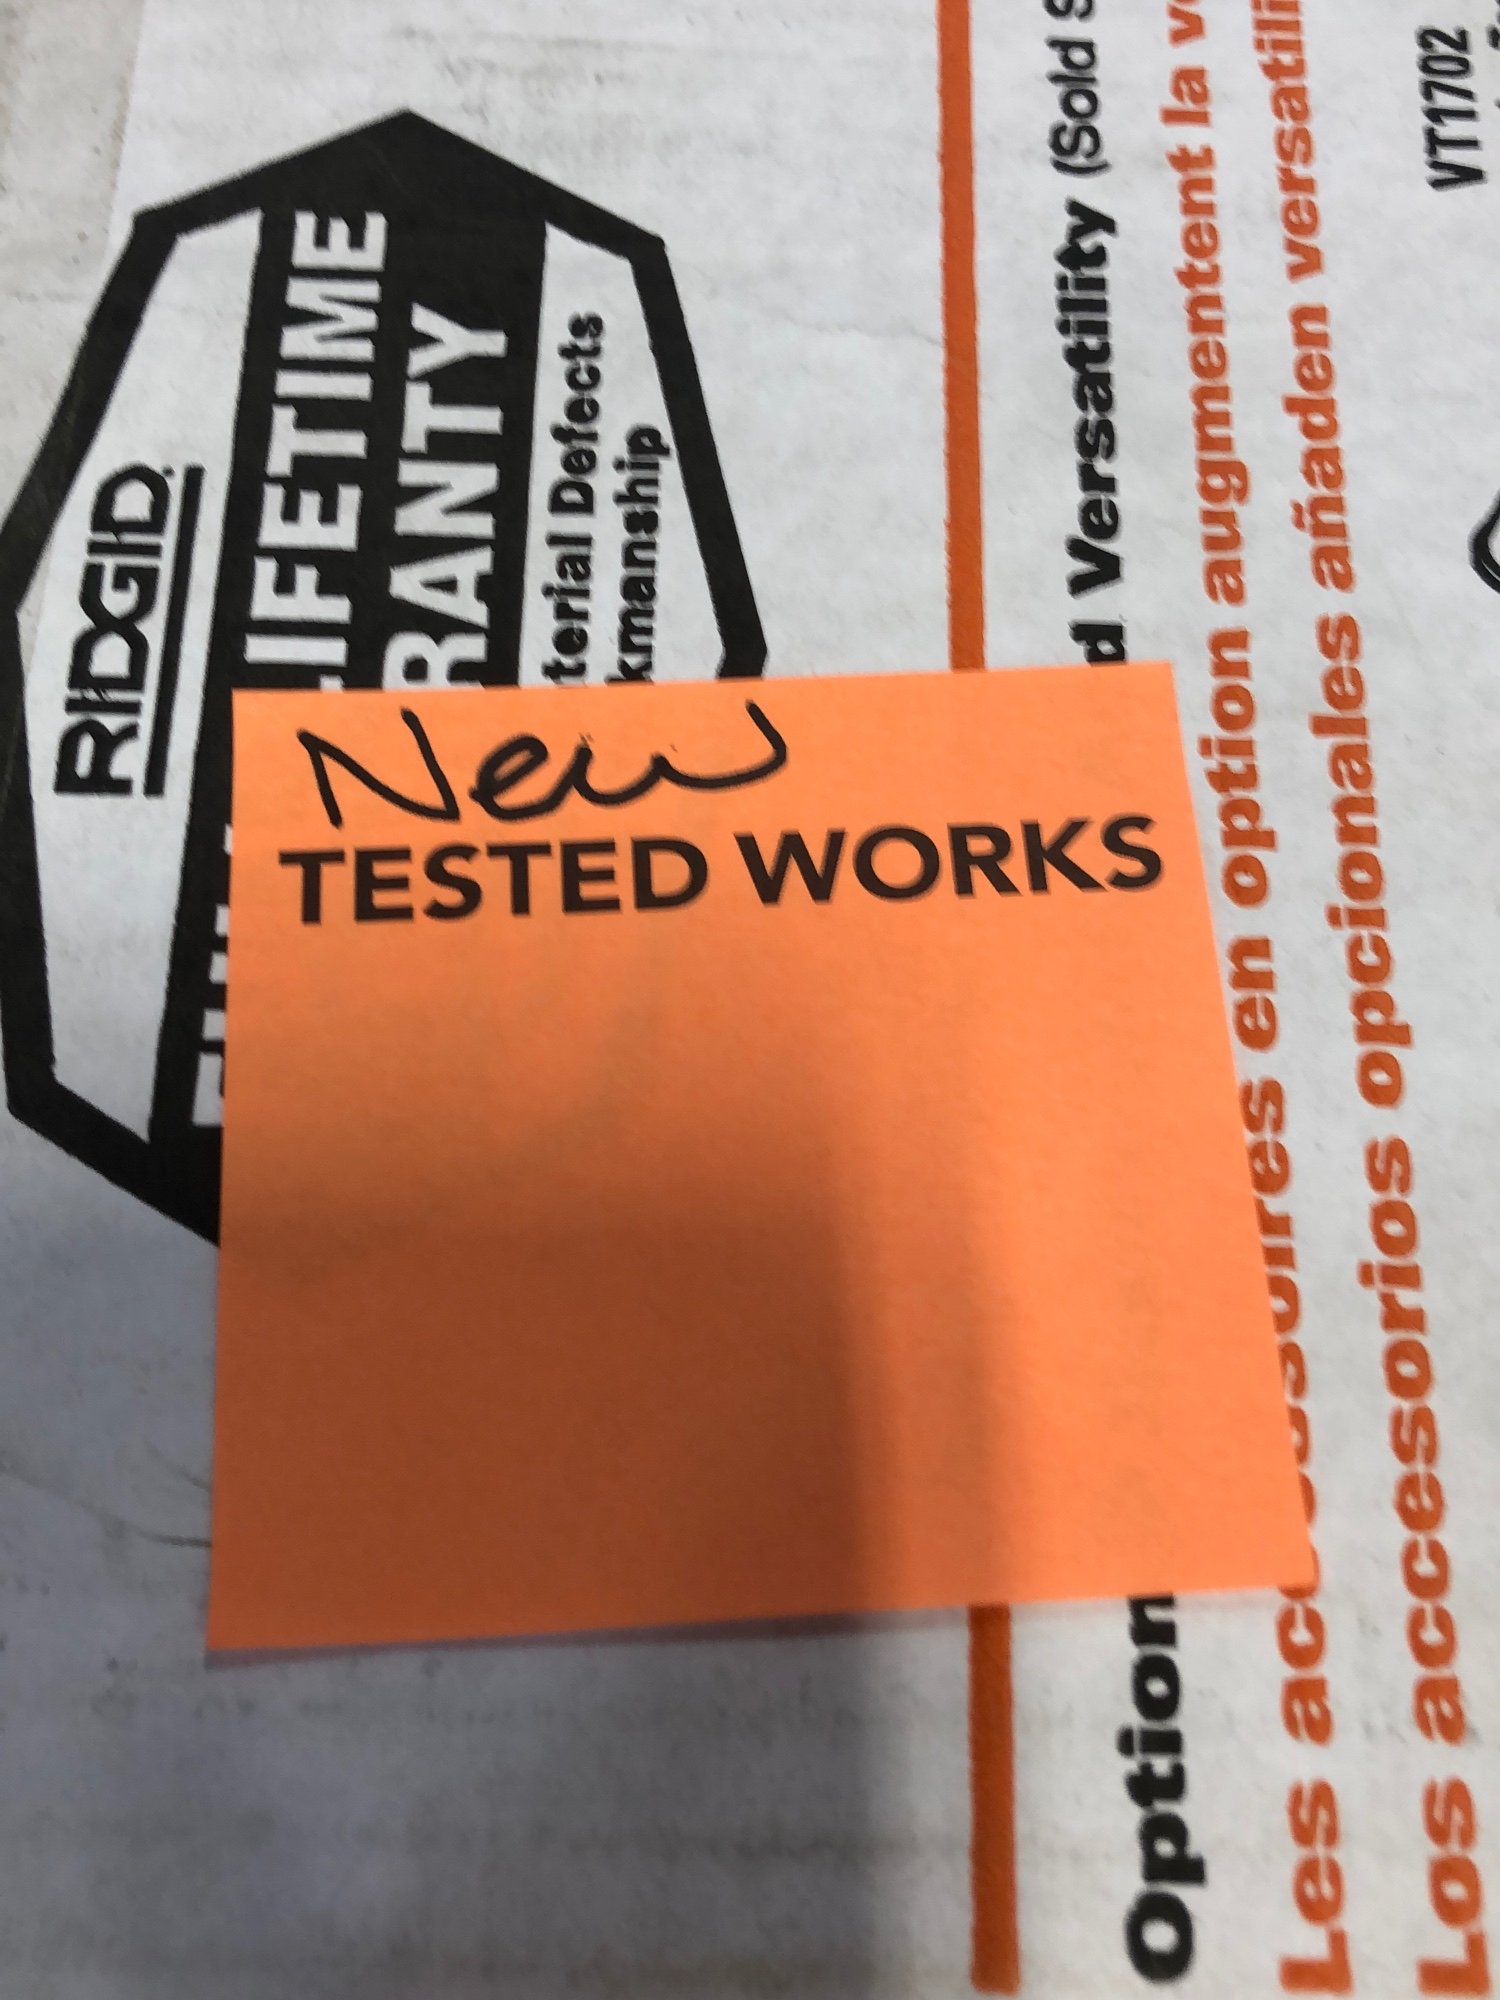 New
TESTED WORKS
RIDGID
LIFETIME
RANTY
terial Defects
kmanship
Option d Versatility (Sold S
Les accessoires en option augmentent la v
Los accesorios opcionales añaden versatili
VT1702